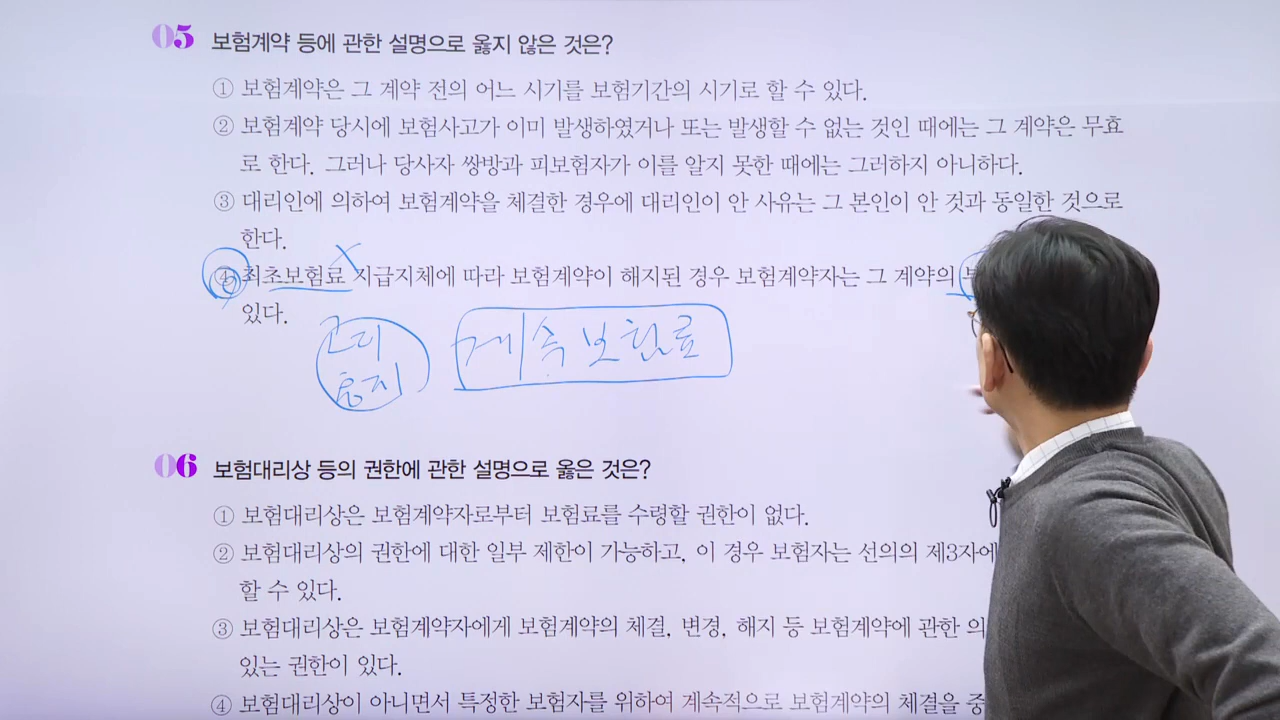 05 보험계약 등에 관한 설명으로 옳지 않은 것은?
① 보험계약은 그 계약 전의 어느 시기를 보험기간의 시기로 할 수 있다.
② 보험계약 당시에 보험사고가 이미 발생하였거나 또는 발생할 수 없는 것인 때에는 그 계약은 무효
로 한다. 그러나 당사자 쌍방과 피보험자가 이를 알지 못한 때에는 그러하지 아니하다.
③ 대리인에 의하여 보험계약을 체결한 경우에 대리인이 안 사유는 그 본인이 안 것과 동일한 것으로
한다.
④ 최초보험료 지급지체에 따라 보험계약이 해지된 경우 보험계약자는 그 계약의
있다.
고지 계속보험료
통지
06 보험대리상 등의 권한에 관한 설명으로 옳은 것은?
① 보험대리상은 보험계약자로부터 보험료를 수령할 권한이 없다.
② 보험대리상의 권한에 대한 일부 제한이 가능하고, 이 경우 보험자는 선의의 제3자에
할 수 있다.
③ 보험대리상은 보험계약자에게 보험계약의 체결, 변경, 해지 등 보험계약에 관한 의
있는 권한이 있다.
④ 보험대리상이 아니면서 특정한 보험자를 위하여 계속적으로 보험계약의 체결을 중